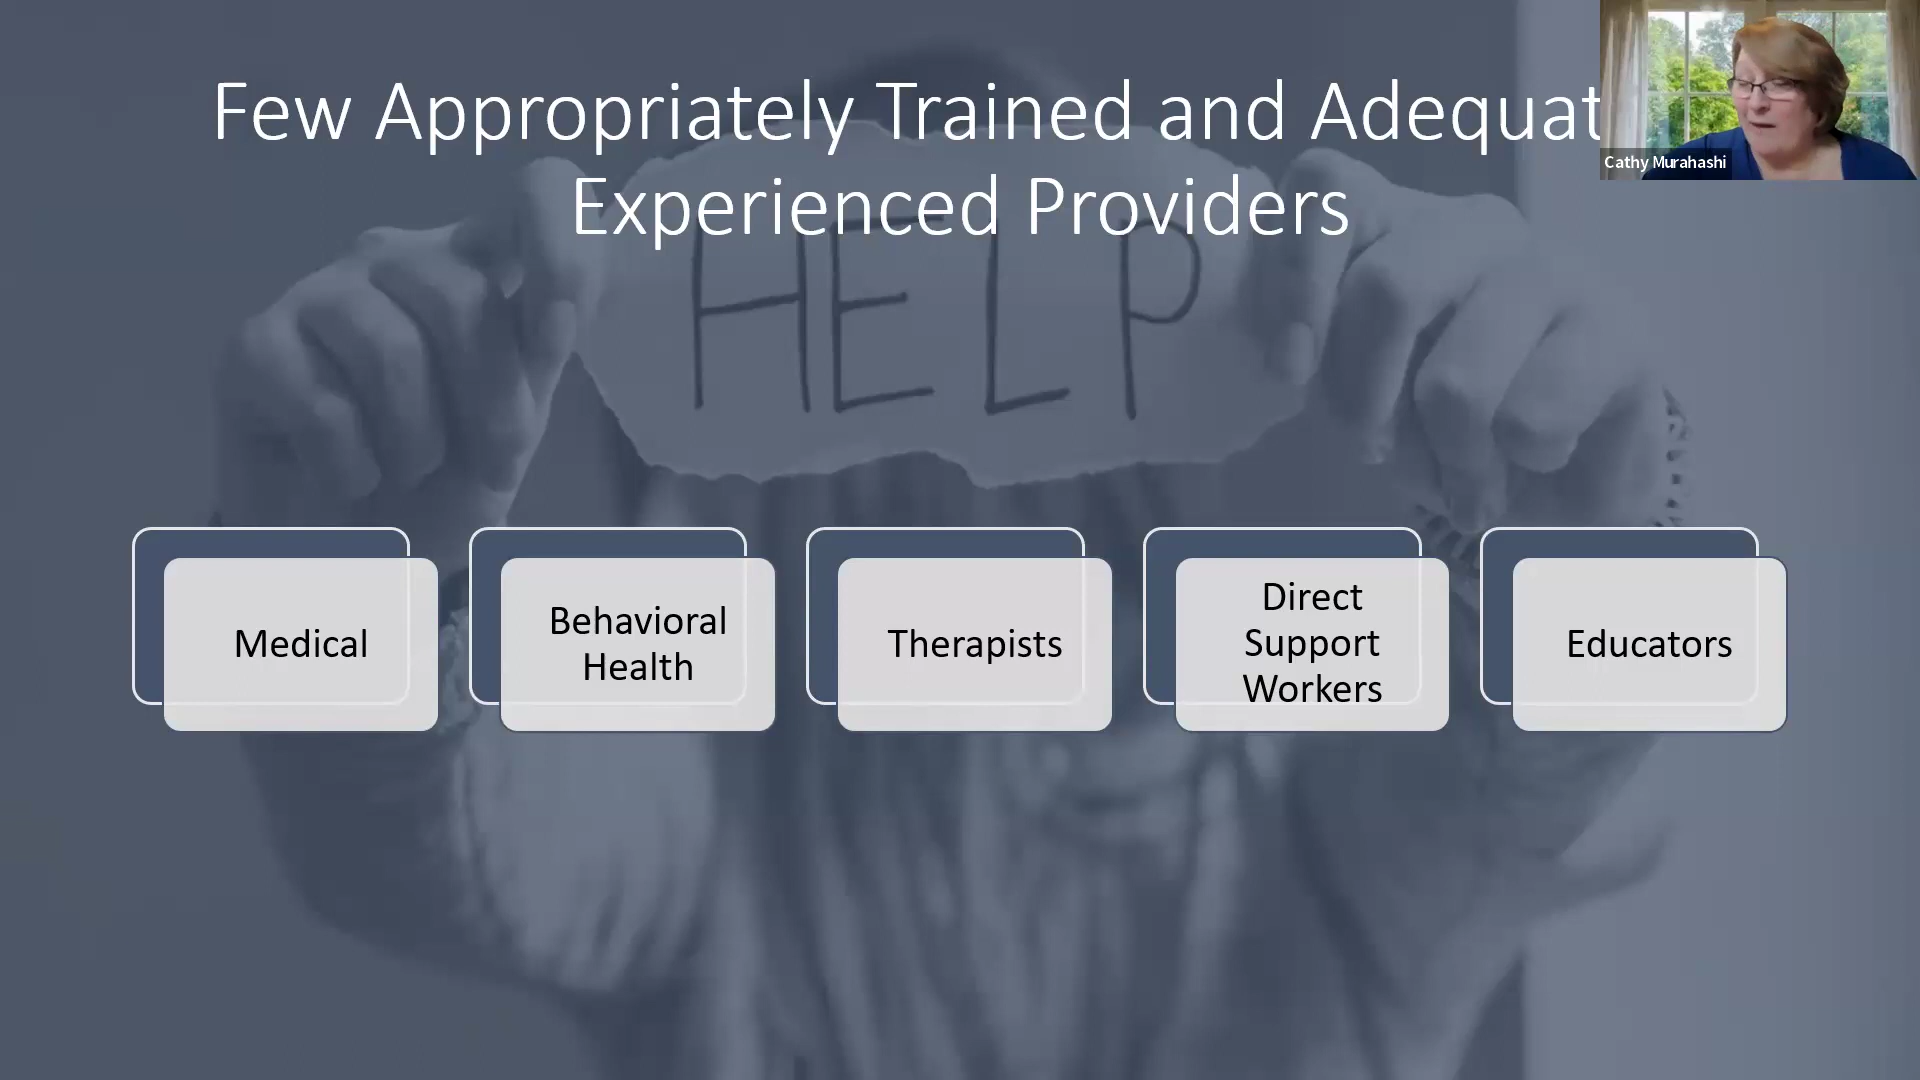 Few Appropriately Trained and Adequat
Experienced Providers
Cathy Murahashi
HELP
Medical
Behavioral
Health
Therapists
Direct
Support
Workers
Educators